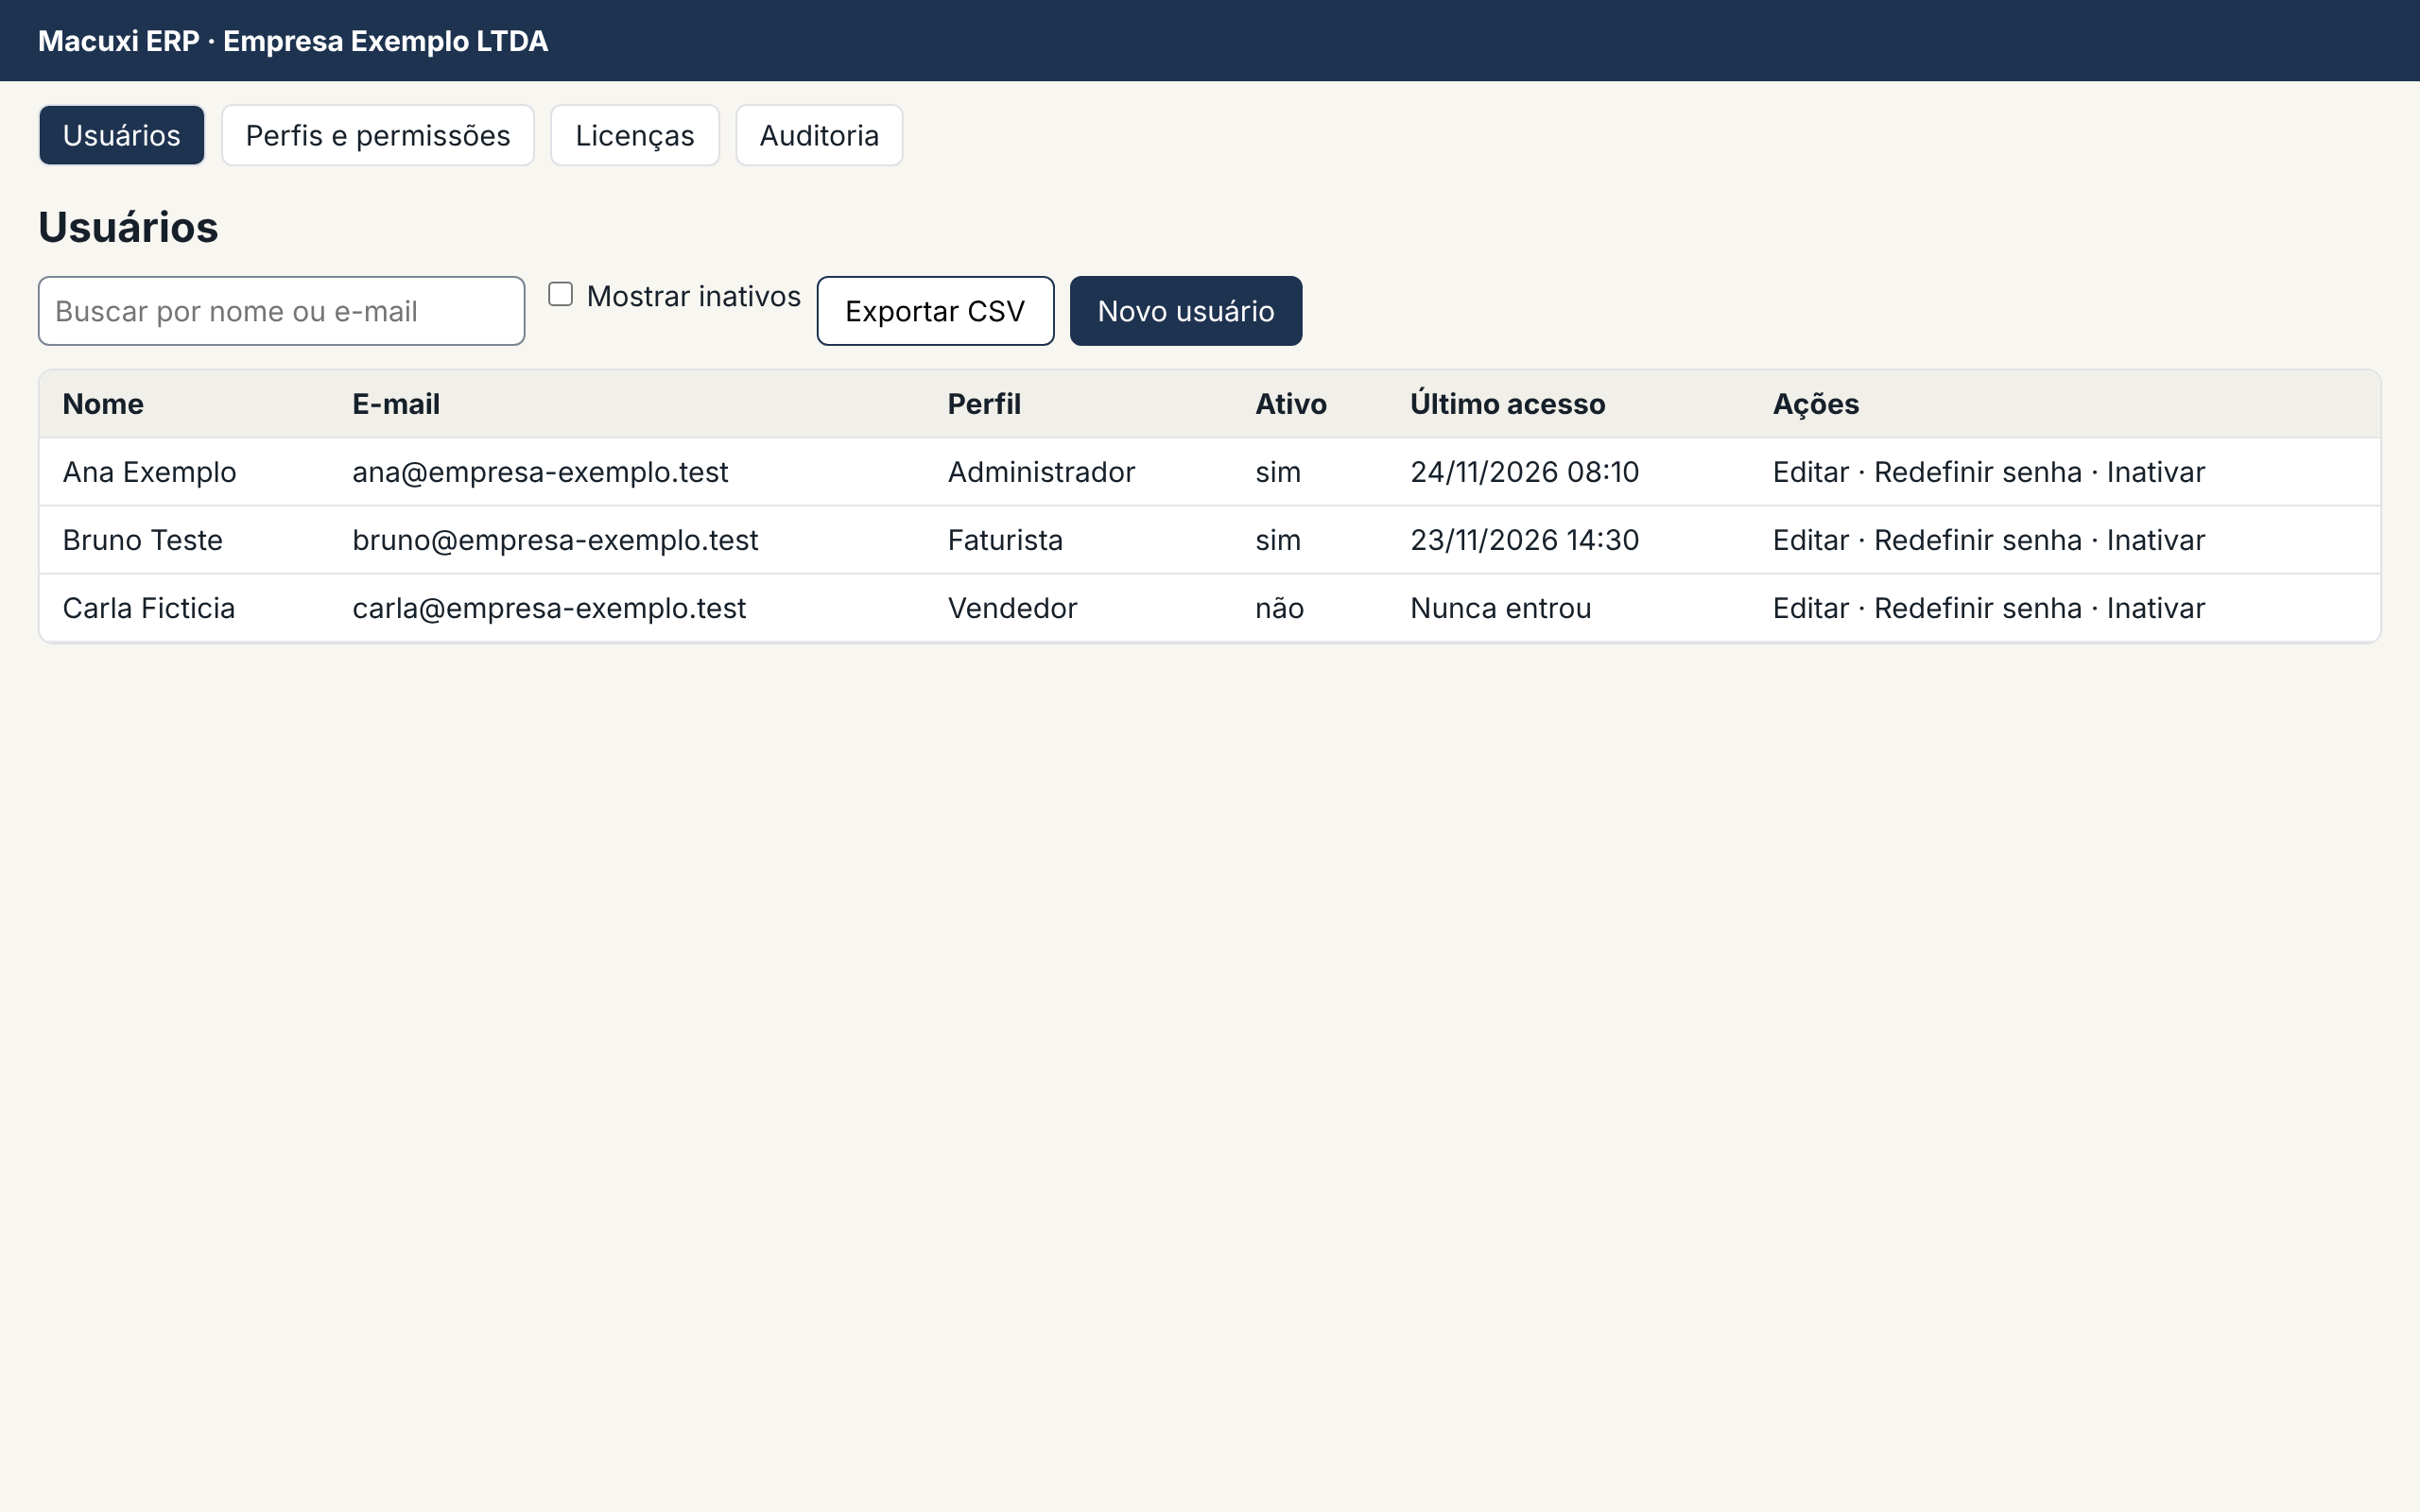 Macuxi ERP · Empresa Exemplo LTDA
Usuários Perfis e permissões Licenças Auditoria
Usuários
Buscar por nome ou e-mail Mostrar inativos Exportar CSV Novo usuário
Nome E-mail Perfil Ativo Último acesso Ações
Ana Exemplo ana@empresa-exemplo.test Administrador sim 24/11/2026 08:10 Editar · Redefinir senha · Inativar
Bruno Teste bruno@empresa-exemplo.test Faturista sim 23/11/2026 14:30 Editar · Redefinir senha · Inativar
Carla Ficticia carla@empresa-exemplo.test Vendedor não Nunca entrou Editar · Redefinir senha · Inativar